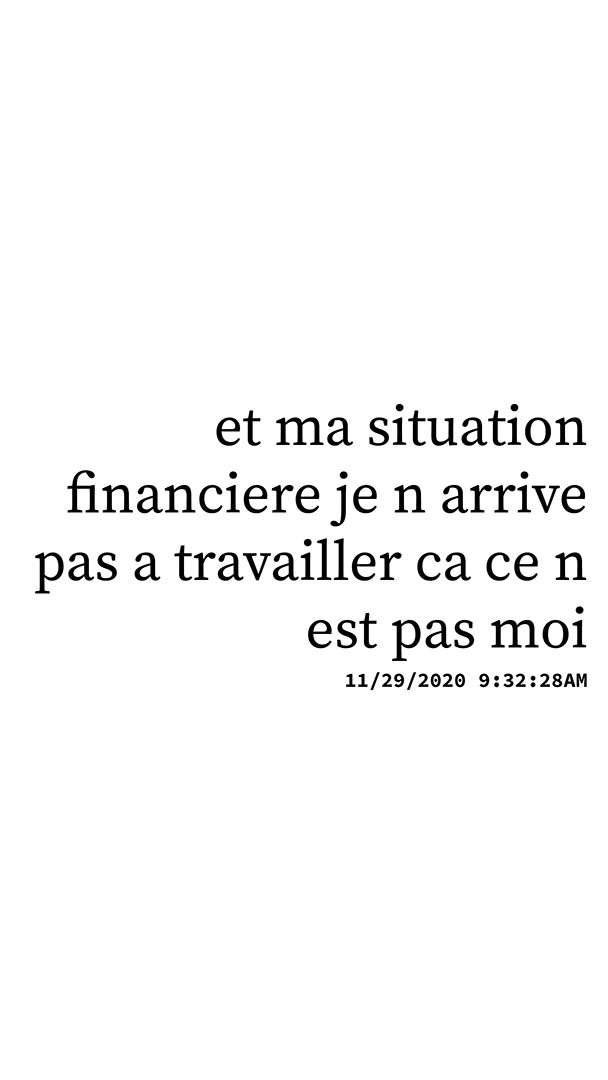 et ma situation
financiere je n arrive
pas a travailler ca ce n
est pas moi
11/29/2020 9:32:28AM